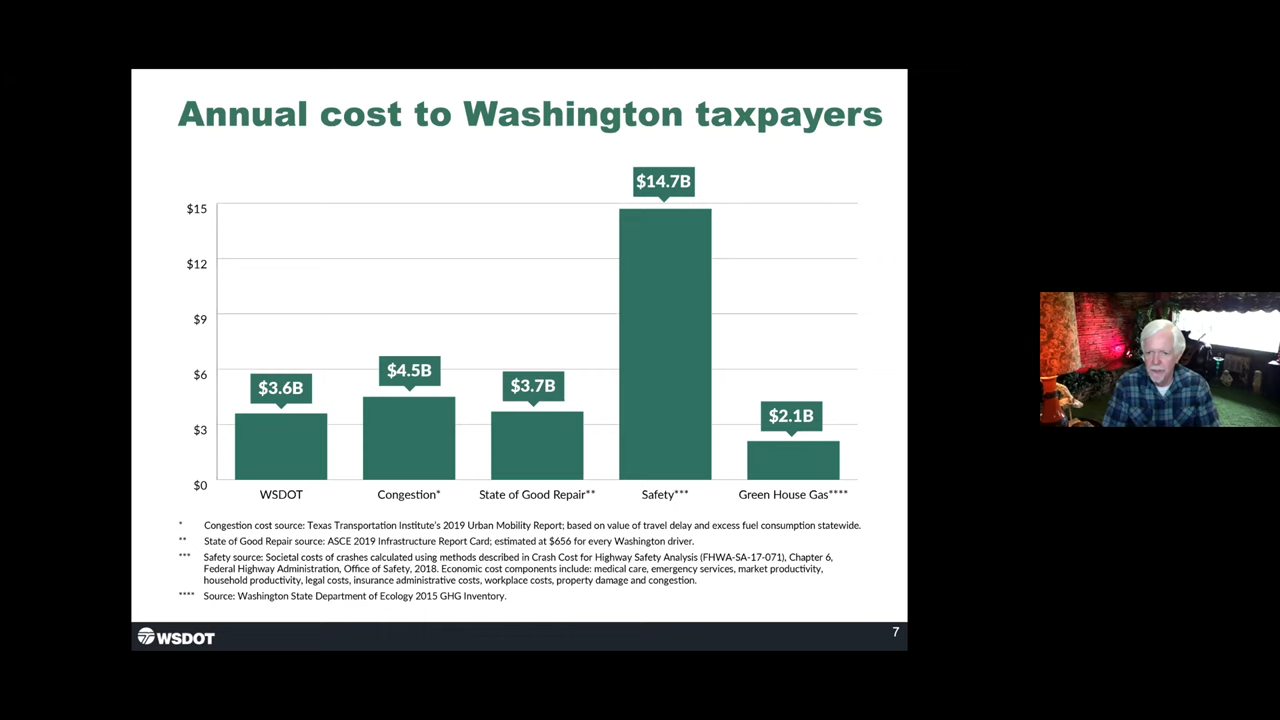 Annual cost to Washington taxpayers
$14.7B
$15
$12
$9
$6
$3
$0
$3.6B
$4.5B
$3.7B
$2.1B
WSDOT
Congestion*
State of Good Repair**
Safety***
Green House Gas****
* Congestion cost source: Texas Transportation Institute's 2019 Urban Mobility Report; based on value of travel delay and excess fuel consumption statewide.
** State of Good Repair source: ASCE 2019 Infrastructure Report Card; estimated at $656 for every Washington driver.
*** Safety source: Societal costs of crashes calculated using methods described in Crash Cost for Highway Safety Analysis (FHWA-SA-17-071), Chapter 6,
Federal Highway Administration, Office of Safety, 2018. Economic cost components include: medical care, emergency services, market productivity,
household productivity, legal costs, insurance administrative costs, workplace costs, property damage and congestion.
**** Source: Washington State Department of Ecology 2015 GHG Inventory.
WSDOT
7